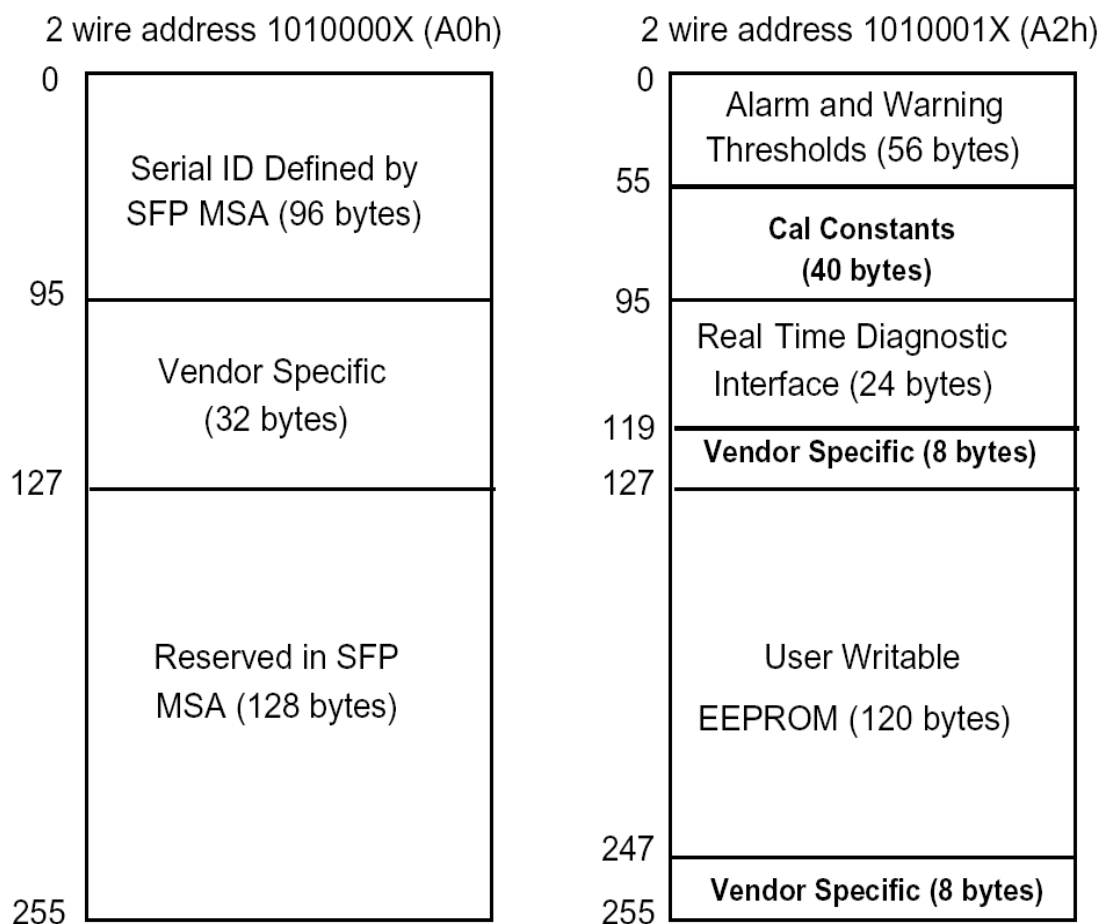 2 wire address 1010000X (A0h)
0
Serial ID Defined by
SFP MSA (96 bytes)
95
Vendor Specific
(32 bytes)
127
Reserved in SFP
MSA (128 bytes)
255
2 wire address 1010001X (A2h)
0
Alarm and Warning
Thresholds (56 bytes)
55
Cal Constants
(40 bytes)
95
Real Time Diagnostic
Interface (24 bytes)
119
Vendor Specific (8 bytes)
127
User Writable
EEPROM (120 bytes)
247
Vendor Specific (8 bytes)
255